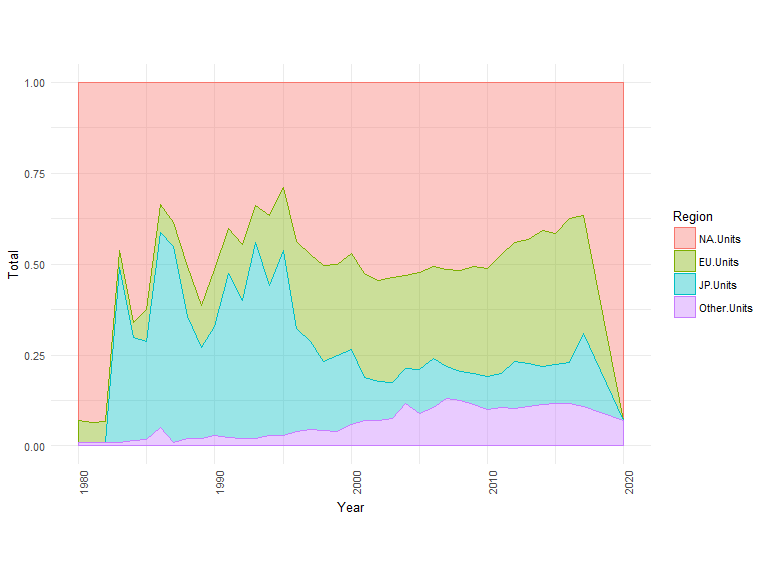 1.00
0.75
0.50
0.25
0.00
Total
1980
1990
2000
2010
2020
Year
Region
NA.Units
EU.Units
JP.Units
Other.Units